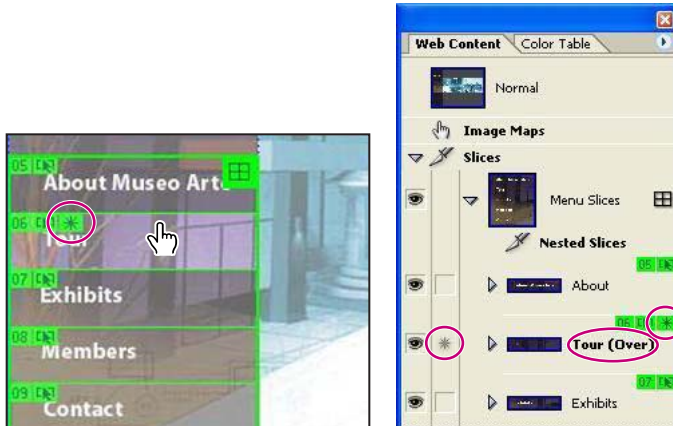 05
About Museo Arte
06
Tour
07
Exhibits
08
Members
09
Contact
Web Content
Color Table
Normal
Image Maps
Slices
Menu Slices
Nested Slices
05
About
06
Tour (Over)
07
Exhibits